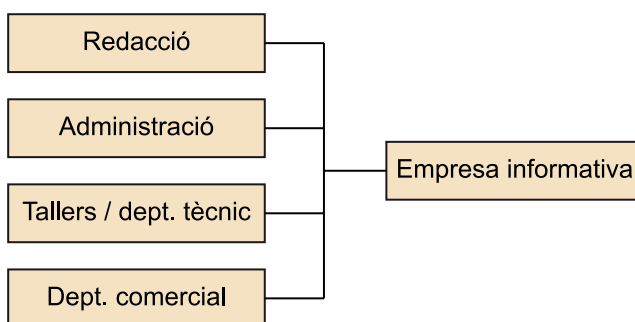 Redacció
Administració
Tallers / dept. tècnic
Dept. comercial
Empresa informativa